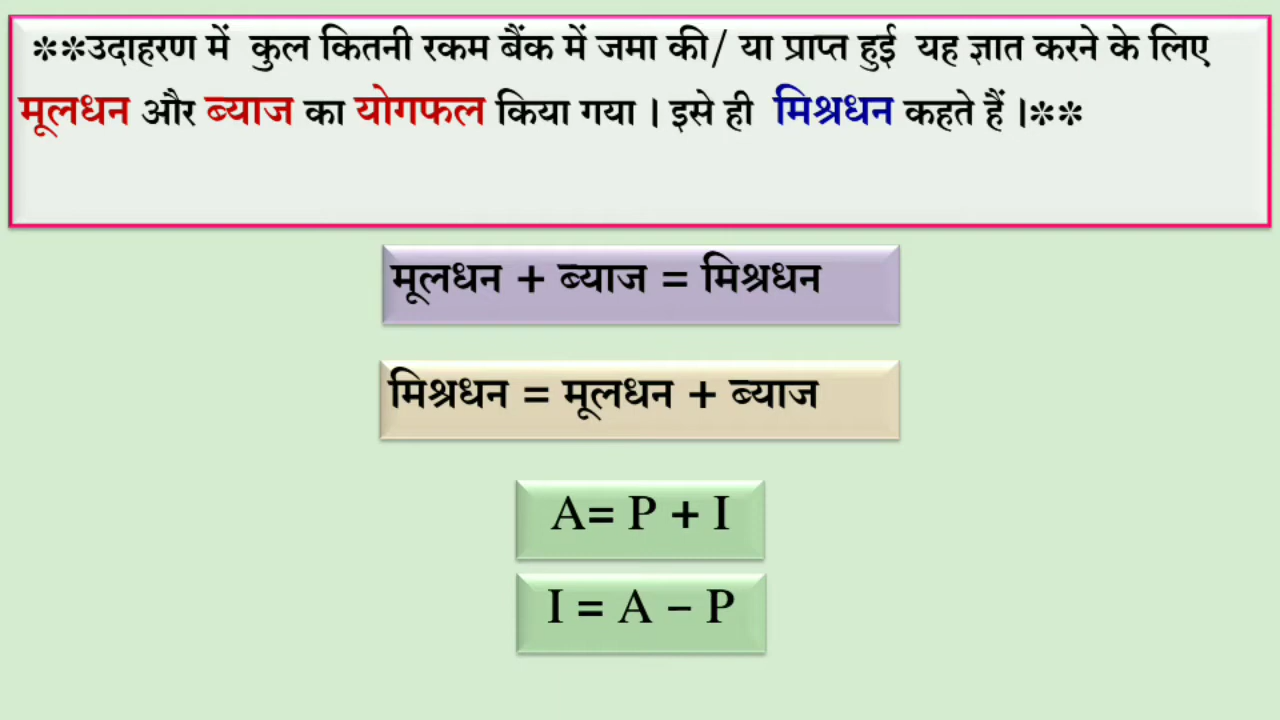 **उदाहरण में कुल कितनी रकम बैंक में जमा की/ या प्राप्त हुई यह ज्ञात करने के लिए
मूलधन और ब्याज का योगफल किया गया । इसे ही मिश्रधन कहते हैं ।**
मूलधन + ब्याज = मिश्रधन
मिश्रधन = मूलधन + ब्याज
A= P + I
I = A − P